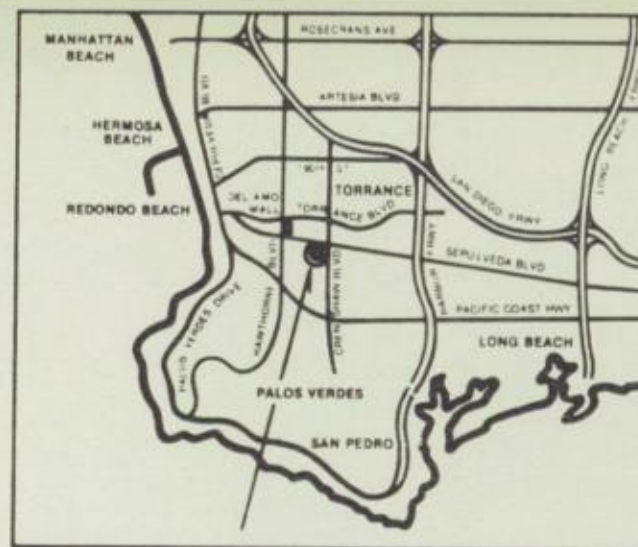 ROSECRANS AVE
MANHATTAN
BEACH
ARTESIA BLVD
HERMOSA
BEACH
TORRANCE
DEL AMO
MALL
TORRANCE BLVD
REDONDO BEACH
SAN DIEGO FRWY
LONG BEACH
SEPULVEDA BLVD
HAWTHORNE BLVD
CRENSHAW BLVD
HARBOR FRWY
PACIFIC COAST HWY
PALOS VERDES DRIVE
LONG BEACH
PALOS VERDES
SAN PEDRO